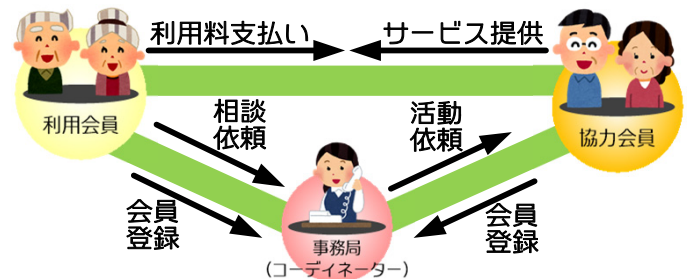 利用料支払い
サービス提供
利用会員
協力会員
相談
依頼
活動
依頼
会員
登録
会員
登録
事務局
(コーディネーター)